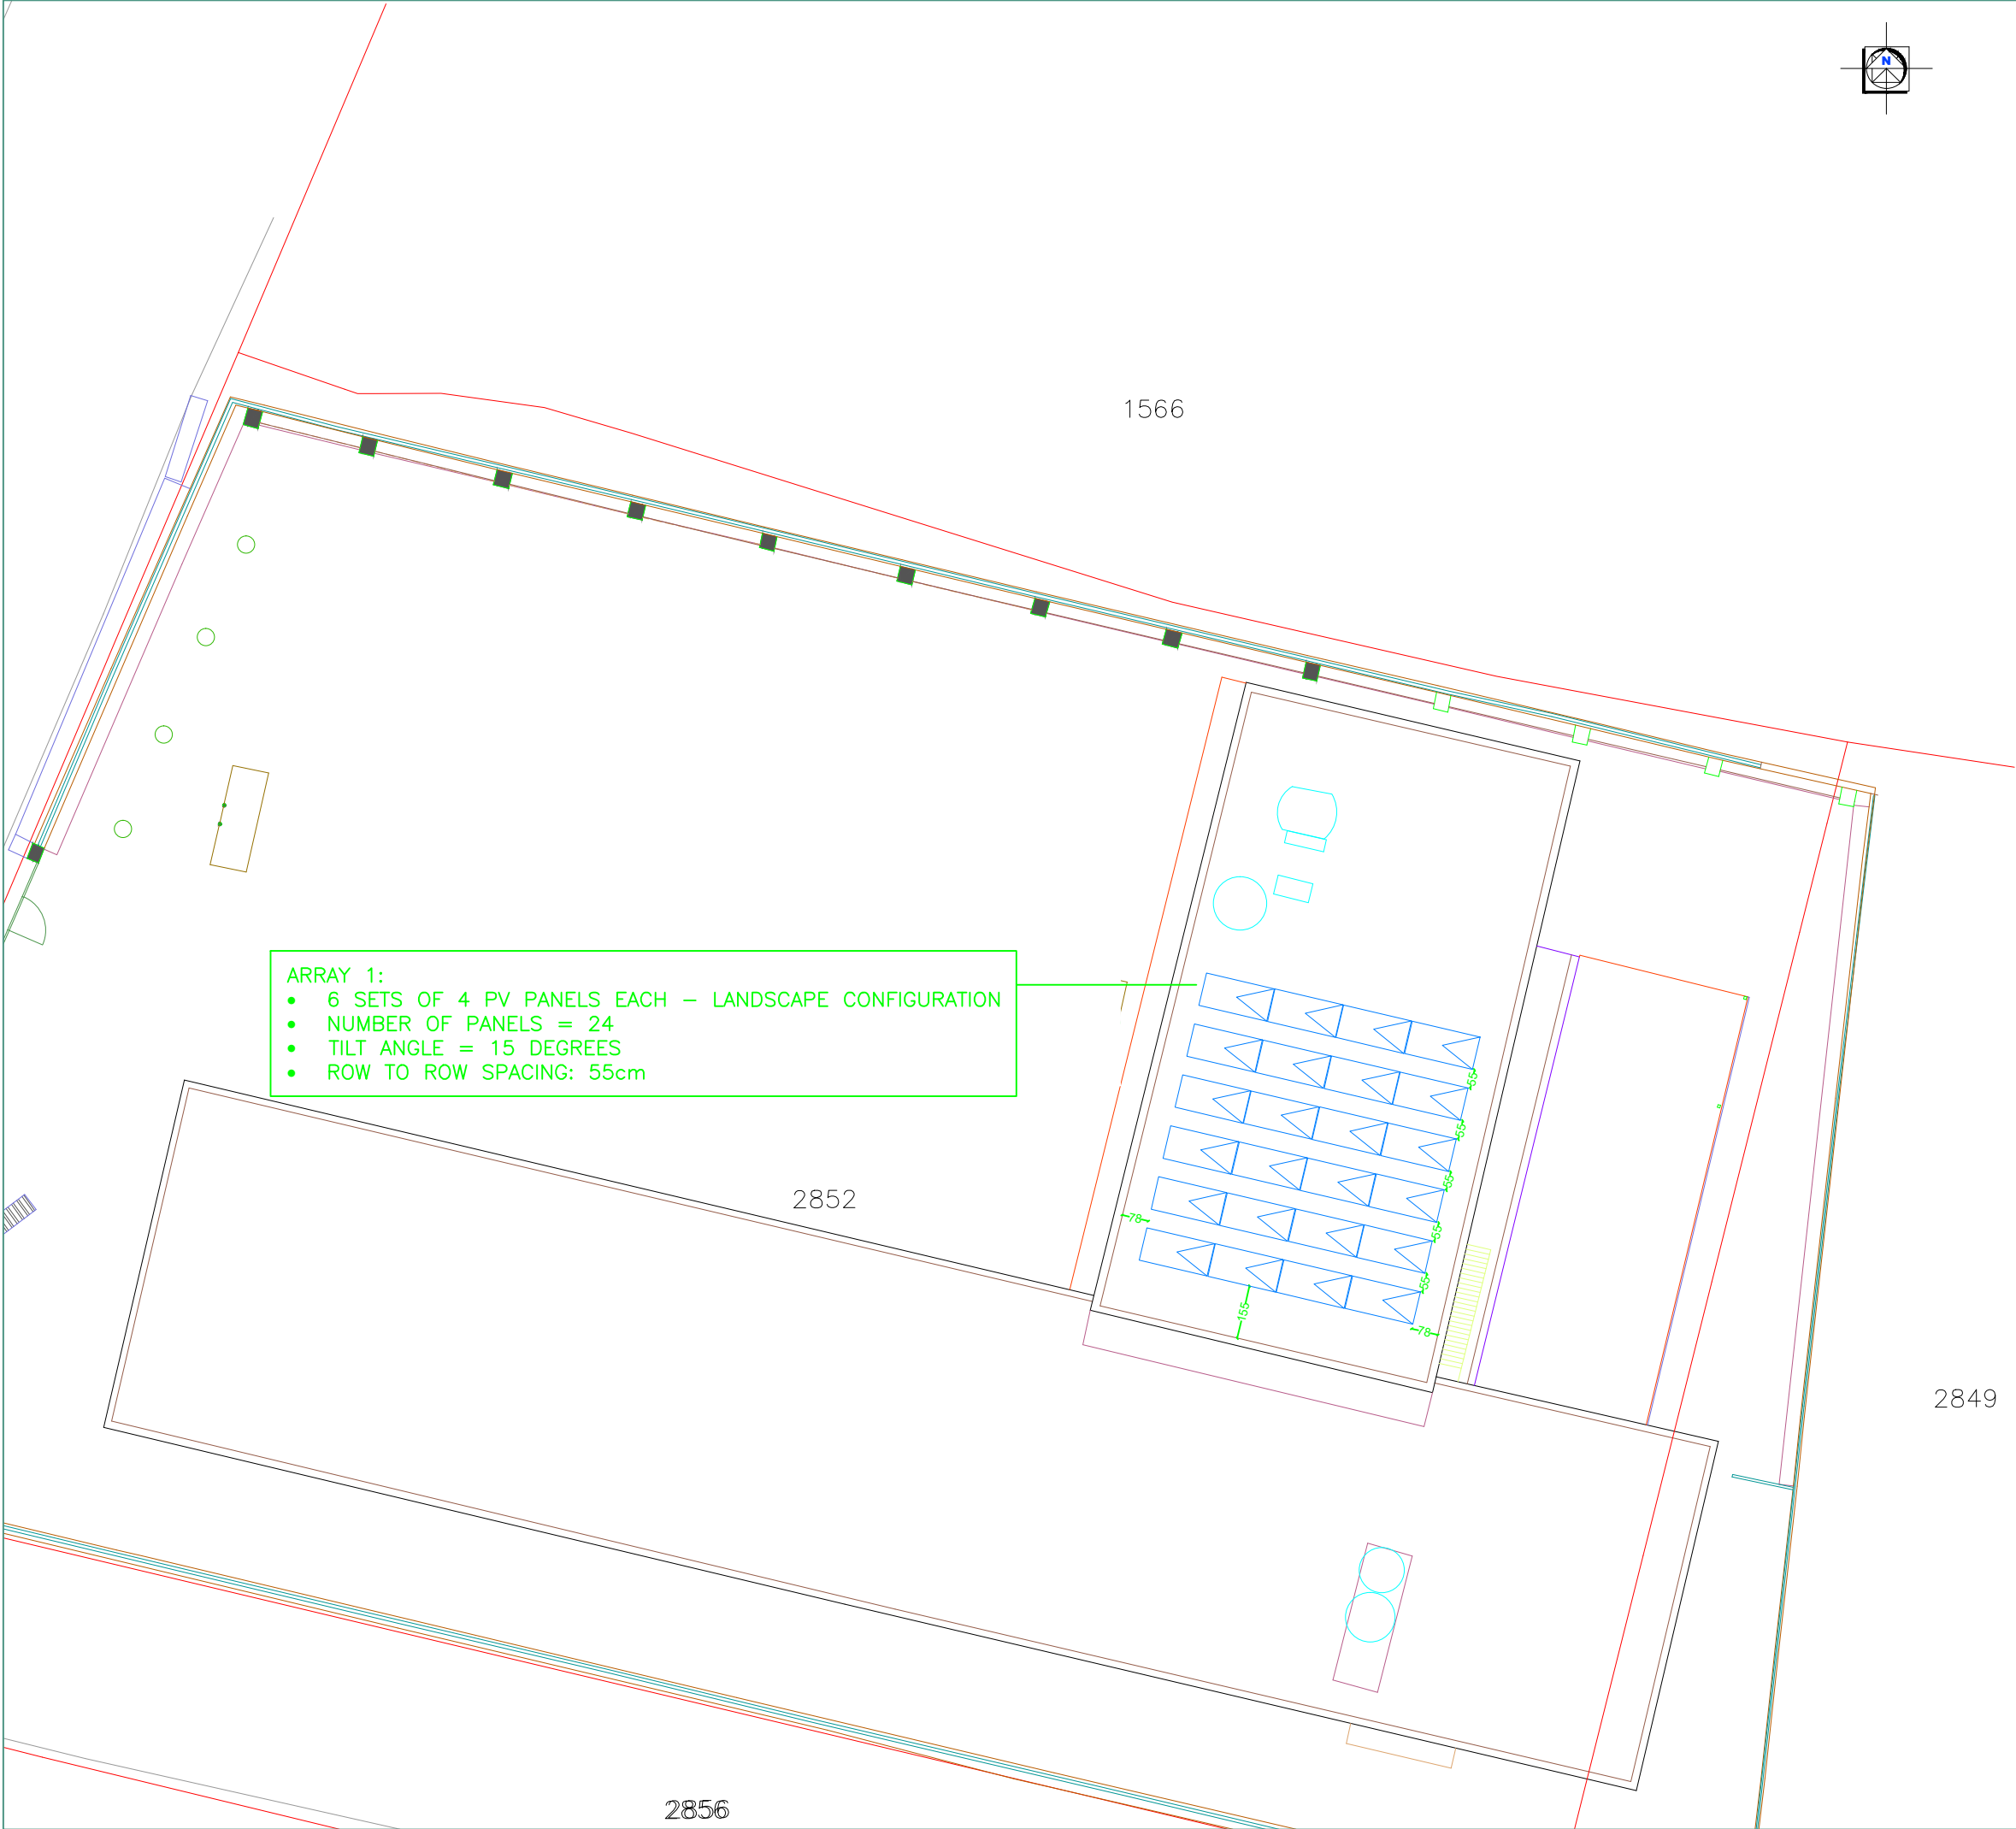 N
1566
ARRAY 1:
• 6 SETS OF 4 PV PANELS EACH – LANDSCAPE CONFIGURATION
• NUMBER OF PANELS = 24
• TILT ANGLE = 15 DEGREES
• ROW TO ROW SPACING: 55cm
55
55
55
55
55
2852
78
155
78
2849
2856